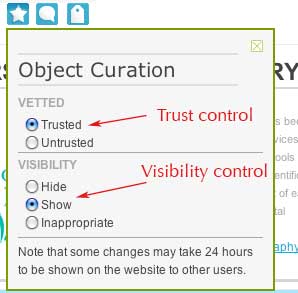 Object Curation
VETTED
Trusted
Trust control
Untrusted
VISIBILITY
Visibility control
Hide
Show
Inappropriate
Note that some changes may take 24 hours
to be shown on the website to other users.